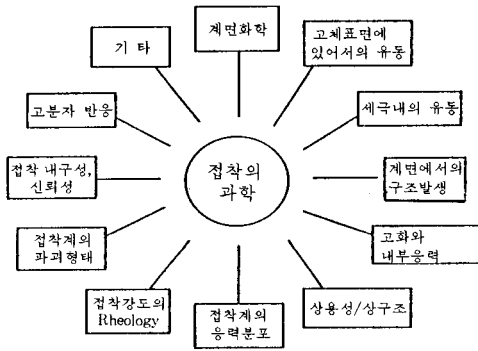 계면화학
고체표면에
있어서의 유동
세극내의 유동
계면에서의
구조발생
고화와
내부응력
상용성/상구조
접착계의
응력분포
접착강도의
Rheology
접착계의
파괴형태
접착 내구성,
신뢰성
고분자 반응
기 타
접착의
과학